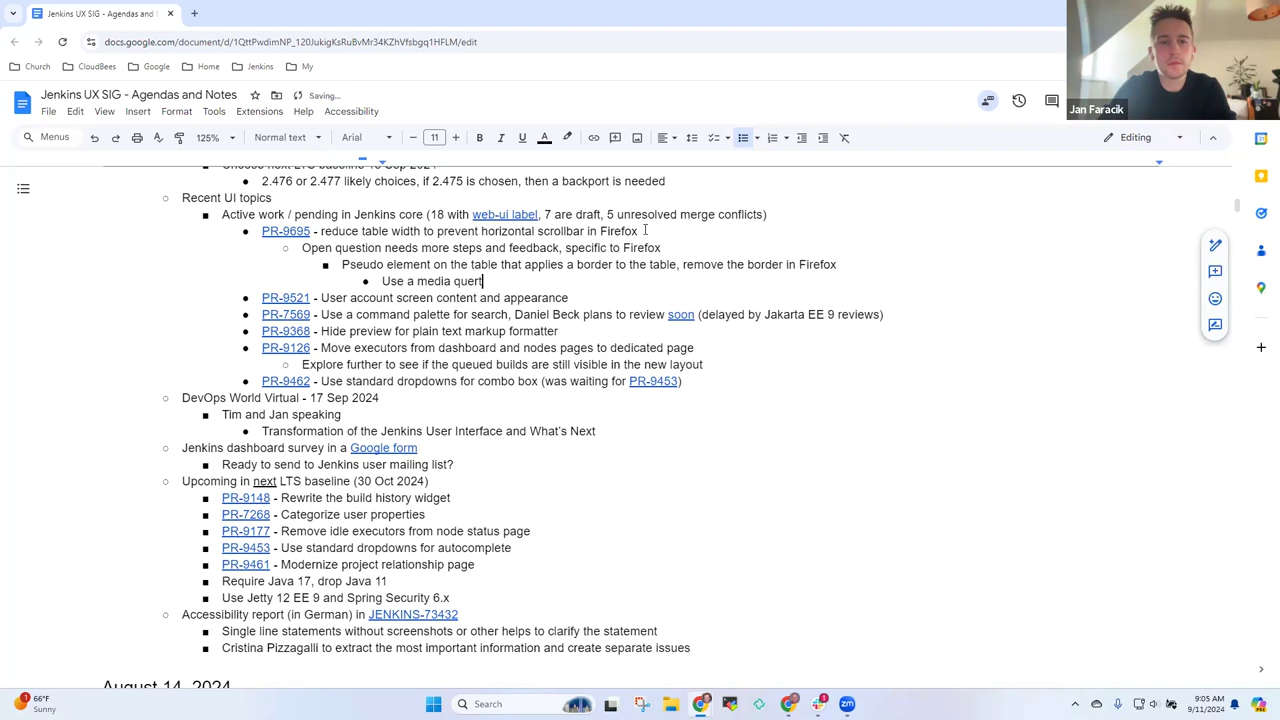 Jenkins UX SIG - Agendas and N
docs.google.com/document/d/1QttPwdimNP_120JukigKsRuBvMr34KZhVfsbgq1HFLM/edit
Church
CloudBees
Google
Home
Jenkins
My
Jan Faracik
Jenkins UX SIG - Agendas and Notes
Saving...
File Edit View Insert Format Tools Extensions Help Accessibility
Menus
125%
Normal text
Arial
11
Editing
2.476 or 2.477 likely choices, if 2.475 is chosen, then a backport is needed
Recent UI topics
Active work / pending in Jenkins core (18 with web-ui label, 7 are draft, 5 unresolved merge conflicts)
PR-9695 - reduce table width to prevent horizontal scrollbar in Firefox
Open question needs more steps and feedback, specific to Firefox
Pseudo element on the table that applies a border to the table, remove the border in Firefox
Use a media quert
PR-9521 - User account screen content and appearance
PR-7569 - Use a command palette for search, Daniel Beck plans to review soon (delayed by Jakarta EE 9 reviews)
PR-9368 - Hide preview for plain text markup formatter
PR-9126 - Move executors from dashboard and nodes pages to dedicated page
Explore further to see if the queued builds are still visible in the new layout
PR-9462 - Use standard dropdowns for combo box (was waiting for PR-9453)
DevOps World Virtual - 17 Sep 2024
Tim and Jan speaking
Transformation of the Jenkins User Interface and What's Next
Jenkins dashboard survey in a Google form
Ready to send to Jenkins user mailing list?
Upcoming in next LTS baseline (30 Oct 2024)
PR-9148 - Rewrite the build history widget
PR-7268 - Categorize user properties
PR-9177 - Remove idle executors from node status page
PR-9453 - Use standard dropdowns for autocomplete
PR-9461 - Modernize project relationship page
Require Java 17, drop Java 11
Use Jetty 12 EE 9 and Spring Security 6.x
Accessibility report (in German) in JENKINS-73432
Single line statements without screenshots or other helps to clarify the statement
Cristina Pizzagalli to extract the most important information and create separate issues
August 14, 2024
66°F
Sunny
Search
9:05 AM
9/11/2024